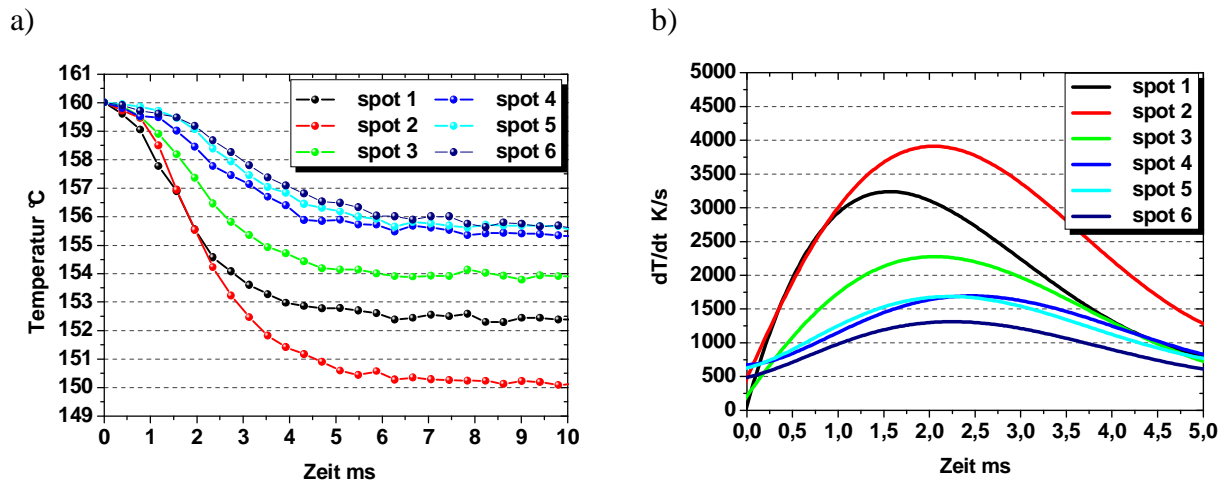 a)
b)
161
160
159
158
157
156
155
154
153
152
151
150
149
Temperatur °C
0 1 2 3 4 5 6 7 8 9 10
Zeit ms
spot 1 spot 4
spot 2 spot 5
spot 3 spot 6
5000
4500
4000
3500
3000
2500
2000
1500
1000
500
0
dT/dt K/s
0,0 0,5 1,0 1,5 2,0 2,5 3,0 3,5 4,0 4,5 5,0
Zeit ms
spot 1
spot 2
spot 3
spot 4
spot 5
spot 6